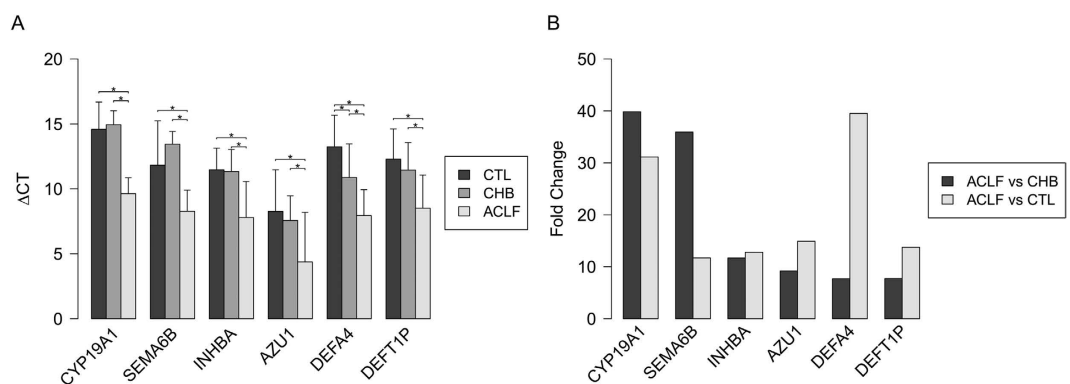 A
20
15
10
5
0
ΔCT
* * * * * * * * * * * * *
CYP19A1
SEMA6B
INHBA
AZU1
DEFA4
DEFT1P
CTL
CHB
ACLF
B
50
40
30
20
10
0
Fold Change
CYP19A1
SEMA6B
INHBA
AZU1
DEFA4
DEFT1P
ACLF vs CHB
ACLF vs CTL